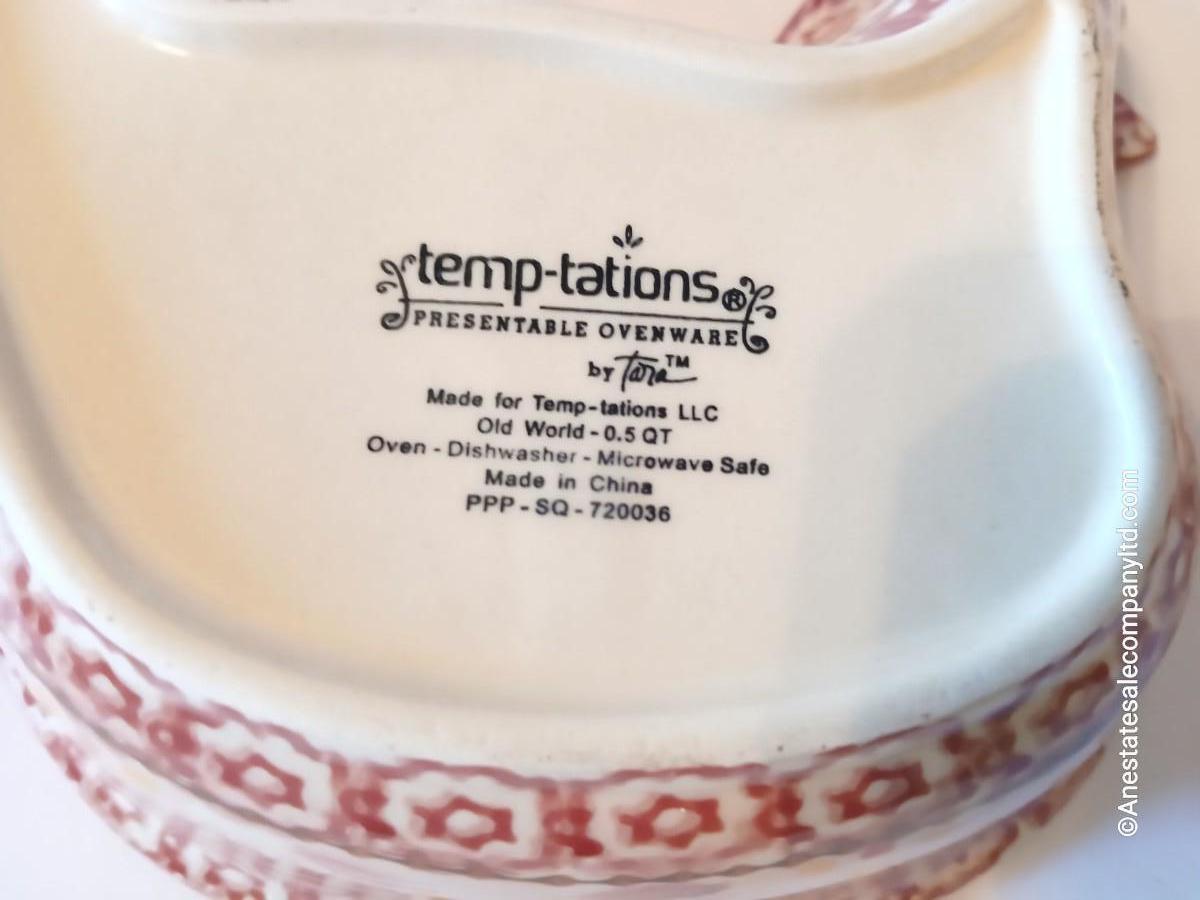 temp-tations®
PRESENTABLE OVENWARE
by Tara™
Made for Temp-tations LLC
Old World - 0.5 QT
Oven - Dishwasher - Microwave Safe
Made in China
PPP - SQ - 720036
©Anestatesalecompanyltd.com